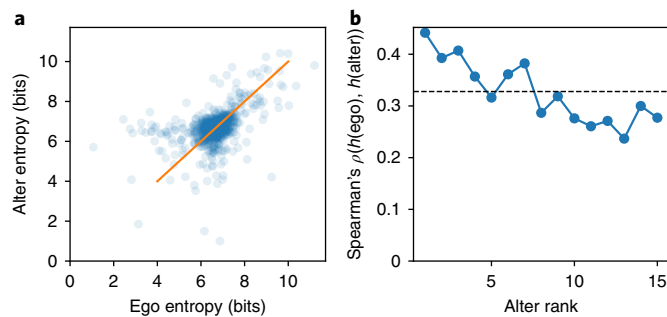 a
Alter entropy (bits)
10
8
6
4
2
0
0 2 4 6 8 10
Ego entropy (bits)
b
Spearman's ρ(h(ego), h(alter))
0.4
0.3
0.2
0.1
0
5 10 15
Alter rank